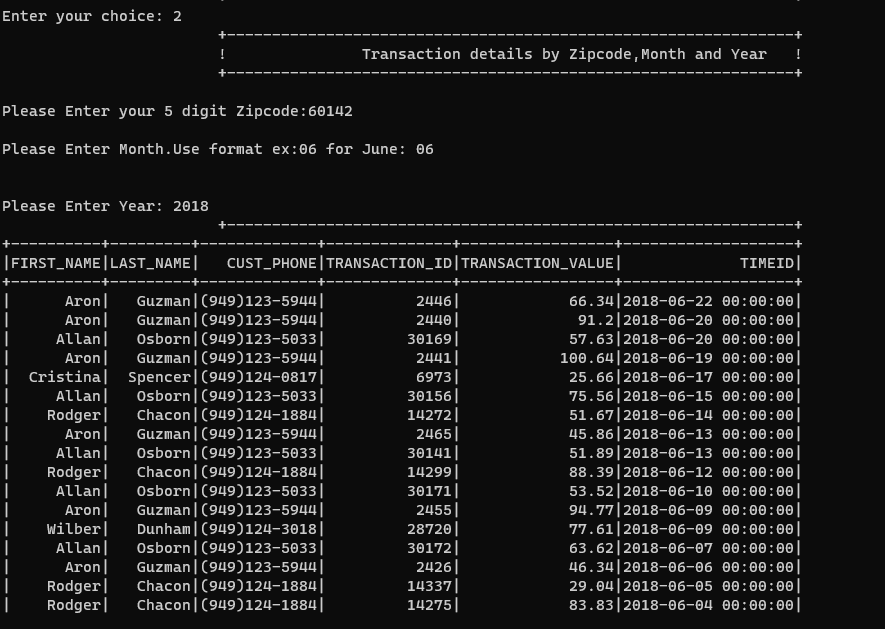 Enter your choice: 2
+---------------------------------------------------------------+
!               Transaction details by Zipcode,Month and Year   !
+---------------------------------------------------------------+
Please Enter your 5 digit Zipcode:60142
Please Enter Month.Use format ex:06 for June: 06
Please Enter Year: 2018
+---------------------------------------------------------------+
+----------+---------+-------------+--------------+-----------------+-------------------+
|FIRST_NAME|LAST_NAME|   CUST_PHONE|TRANSACTION_ID|TRANSACTION_VALUE|             TIMEID|
+----------+---------+-------------+--------------+-----------------+-------------------+
|      Aron|   Guzman|(949)123-5944|          2446|            66.34|2018-06-22 00:00:00|
|      Aron|   Guzman|(949)123-5944|          2440|             91.2|2018-06-20 00:00:00|
|     Allan|   Osborn|(949)123-5033|         30169|            57.63|2018-06-20 00:00:00|
|      Aron|   Guzman|(949)123-5944|          2441|           100.64|2018-06-19 00:00:00|
|  Cristina|  Spencer|(949)124-0817|          6973|            25.66|2018-06-17 00:00:00|
|     Allan|   Osborn|(949)123-5033|         30156|            75.56|2018-06-15 00:00:00|
|    Rodger|   Chacon|(949)124-1884|         14272|            51.67|2018-06-14 00:00:00|
|      Aron|   Guzman|(949)123-5944|          2465|            45.86|2018-06-13 00:00:00|
|     Allan|   Osborn|(949)123-5033|         30141|            51.89|2018-06-13 00:00:00|
|    Rodger|   Chacon|(949)124-1884|         14299|            88.39|2018-06-12 00:00:00|
|     Allan|   Osborn|(949)123-5033|         30171|            53.52|2018-06-10 00:00:00|
|      Aron|   Guzman|(949)123-5944|          2455|            94.77|2018-06-09 00:00:00|
|    Wilber|   Dunham|(949)124-3018|         28720|            77.61|2018-06-09 00:00:00|
|     Allan|   Osborn|(949)123-5033|         30172|            63.62|2018-06-07 00:00:00|
|      Aron|   Guzman|(949)123-5944|          2426|            46.34|2018-06-06 00:00:00|
|    Rodger|   Chacon|(949)124-1884|         14337|            29.04|2018-06-05 00:00:00|
|    Rodger|   Chacon|(949)124-1884|         14275|            83.83|2018-06-04 00:00:00|